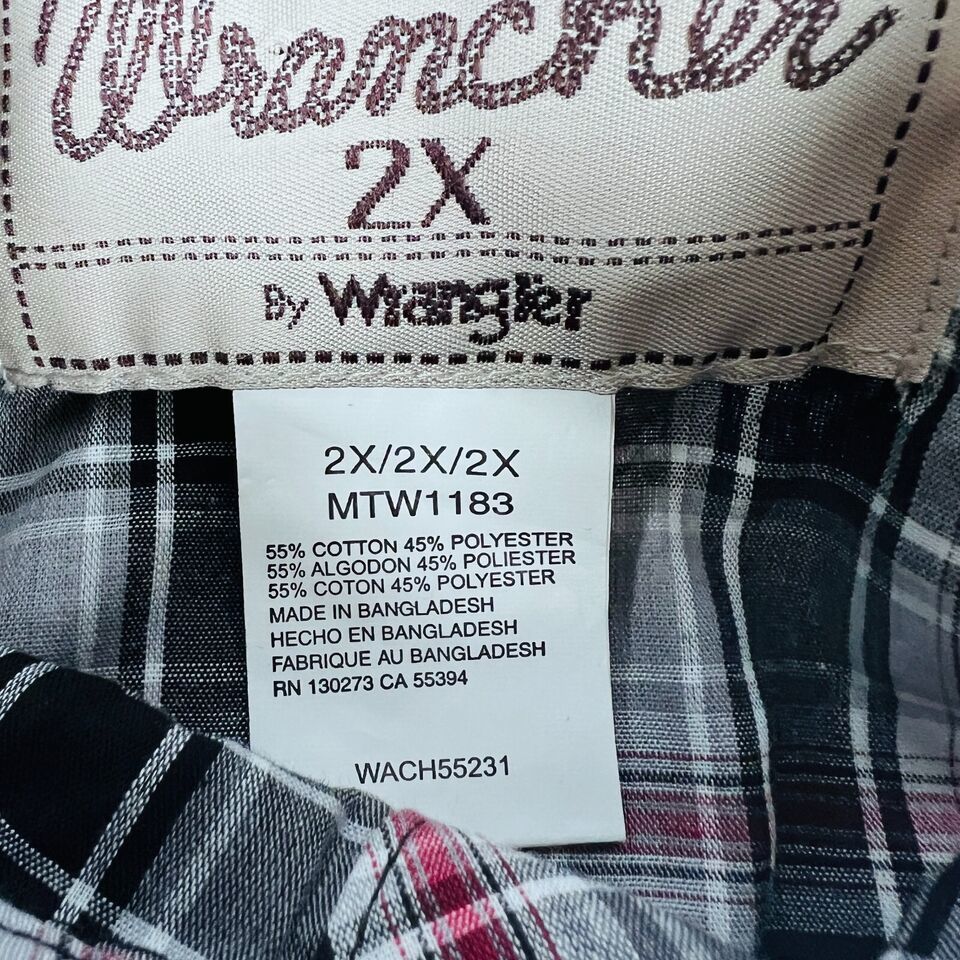 Wrancher
2X
By Wrangler
2X/2X/2X
MTW1183
55% COTTON 45% POLYESTER
55% ALGODON 45% POLIESTER
55% COTON 45% POLYESTER
MADE IN BANGLADESH
HECHO EN BANGLADESH
FABRIQUE AU BANGLADESH
RN 130273 CA 55394
WACH55231